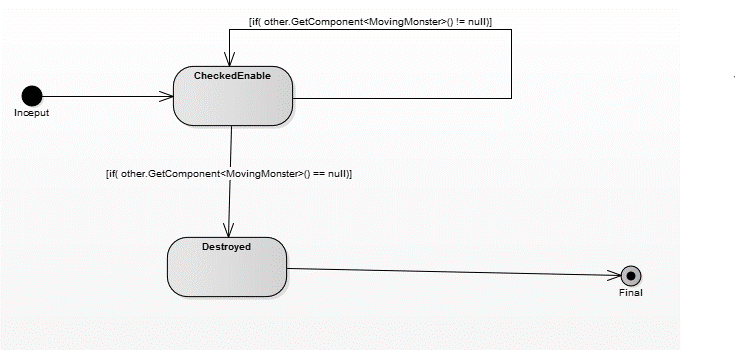 [if( other.GetComponent<MovingMonster>() != null)]
CheckedEnable
Inceput
[if( other.GetComponent<MovingMonster>() == null)]
Destroyed
Final